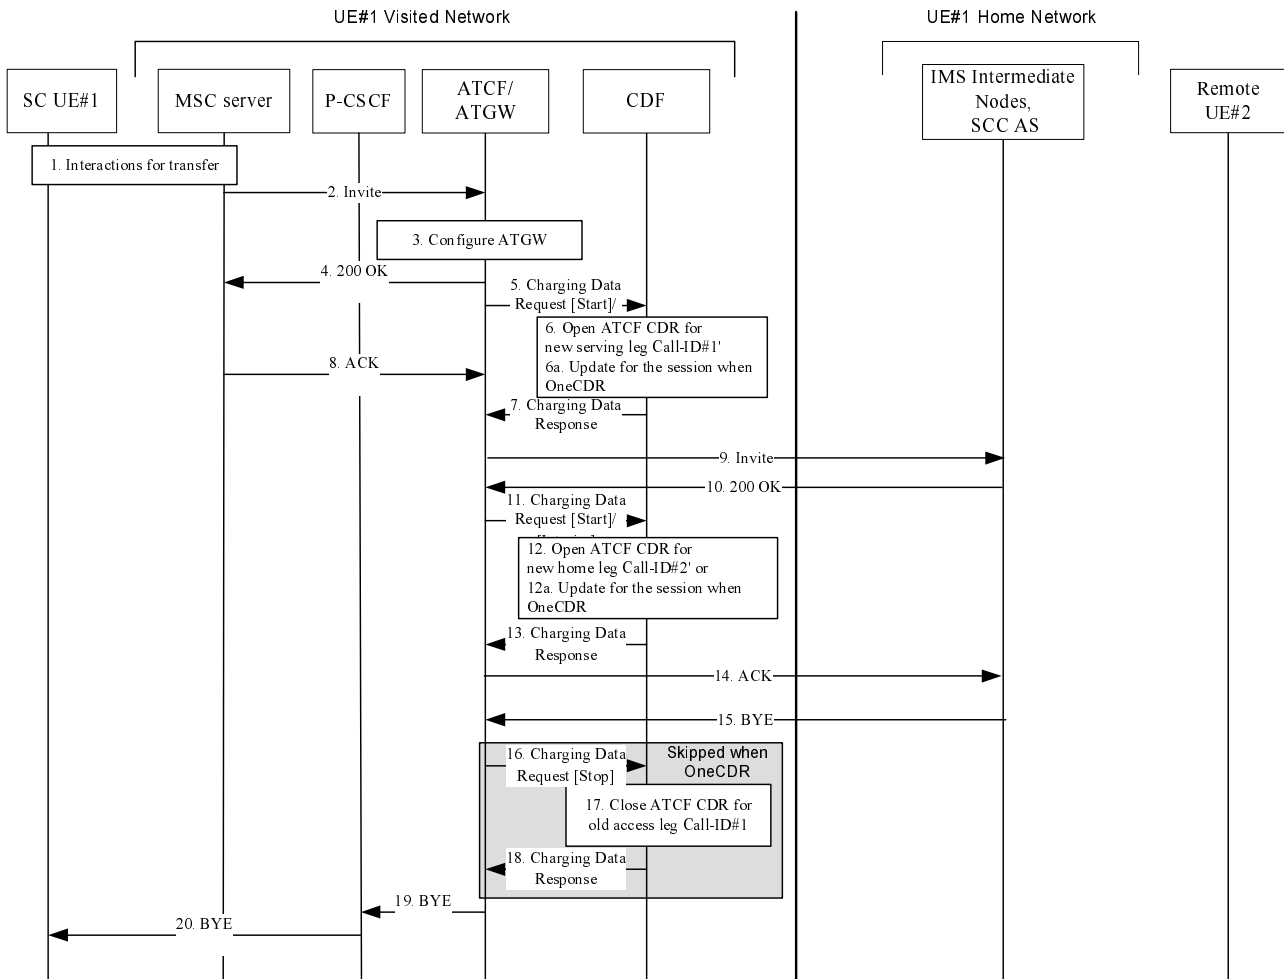 UE#1 Visited Network
UE#1 Home Network
SC UE#1
MSC server
P-CSCF
ATCF/
ATGW
CDF
IMS Intermediate
Nodes,
SCC AS
Remote
UE#2
1. Interactions for transfer
2. Invite
3. Configure ATGW
4. 200 OK
5. Charging Data
Request [Start]/
6. Open ATCF CDR for
new serving leg Call-ID#1'
6a. Update for the session when
OneCDR
8. ACK
7. Charging Data
Response
9. Invite
10. 200 OK
11. Charging Data
Request [Start]/
12. Open ATCF CDR for
new home leg Call-ID#2' or
12a. Update for the session when
OneCDR
13. Charging Data
Response
14. ACK
15. BYE
16. Charging Data
Request [Stop]
Skipped when
OneCDR
17. Close ATCF CDR for
old access leg Call-ID#1
18. Charging Data
Response
19. BYE
20. BYE